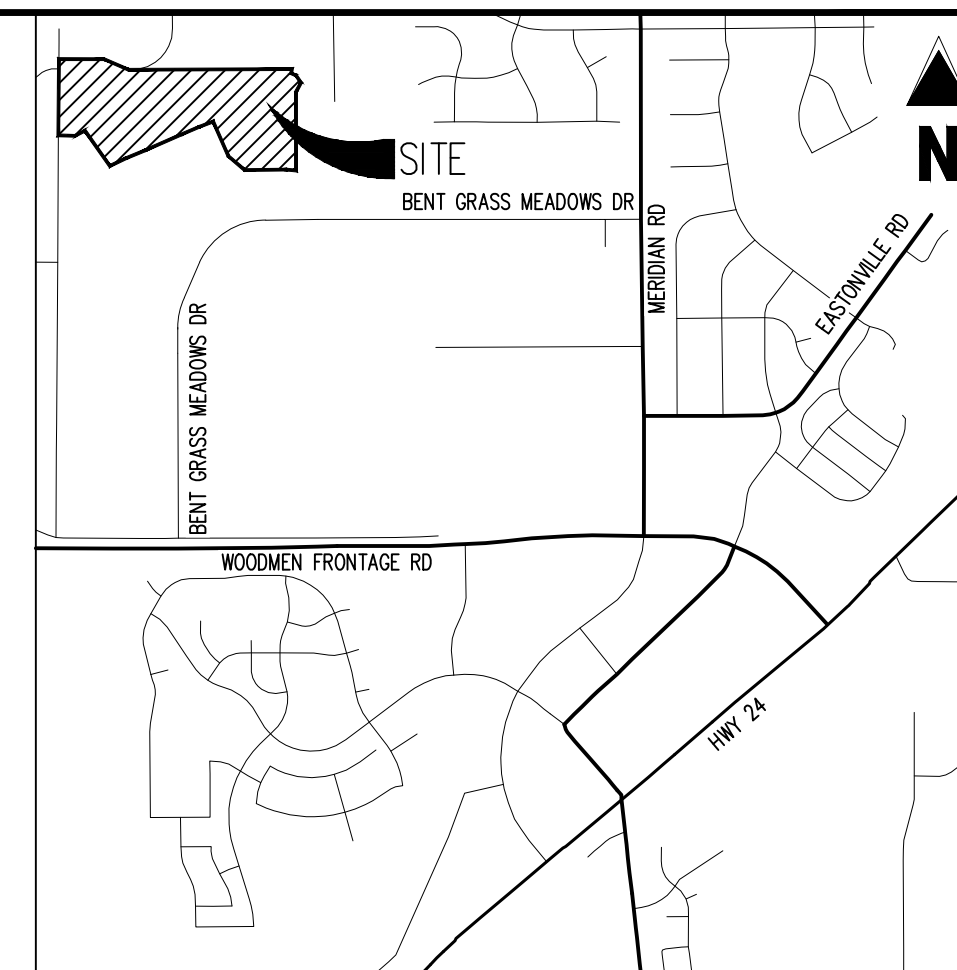 N
SITE
BENT GRASS MEADOWS DR
MERIDIAN RD
EASTONVILLE RD
BENT GRASS MEADOWS DR
WOODMEN FRONTAGE RD
HWY 24